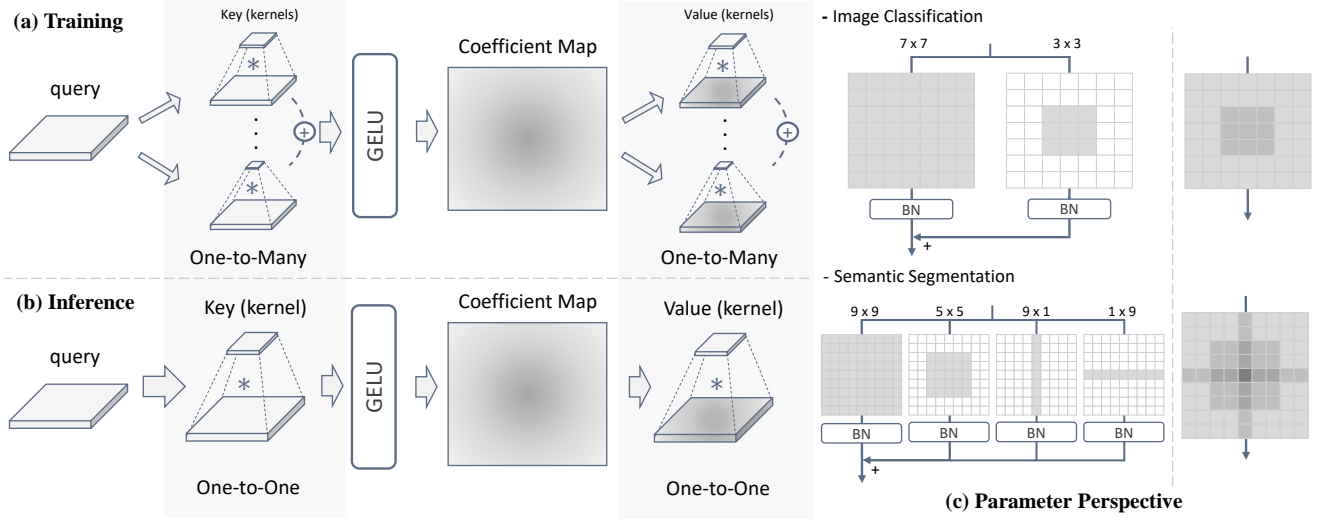 (a) Training
query
Key (kernels)
*
*
+
One-to-Many
GELU
Coefficient Map
Value (kernels)
*
*
+
One-to-Many
(b) Inference
query
Key (kernel)
*
One-to-One
GELU
Coefficient Map
Value (kernel)
*
One-to-One
- Image Classification
7 x 7 3 x 3
BN BN
+
- Semantic Segmentation
9 x 9 5 x 5 9 x 1 1 x 9
BN BN BN BN
+
(c) Parameter Perspective